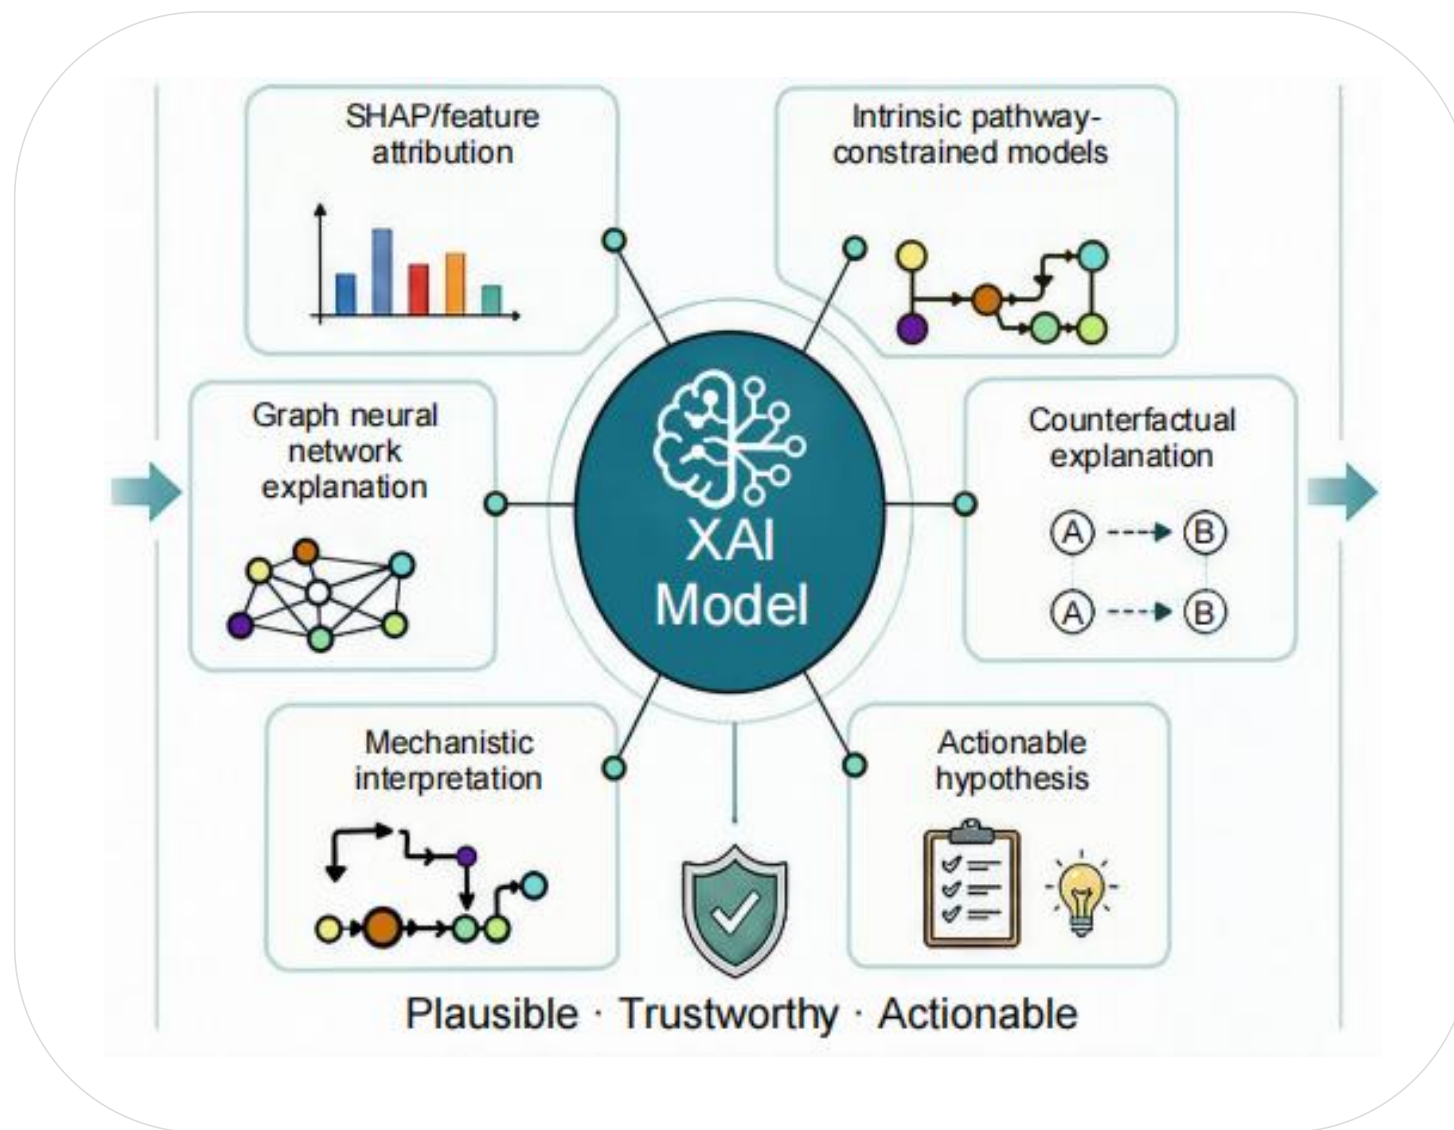 SHAP/feature
attribution
Intrinsic pathway-
constrained models
Graph neural
network
explanation
XAI
Model
Counterfactual
explanation
A
B
A
B
Mechanistic
interpretation
Actionable
hypothesis
Plausible · Trustworthy · Actionable